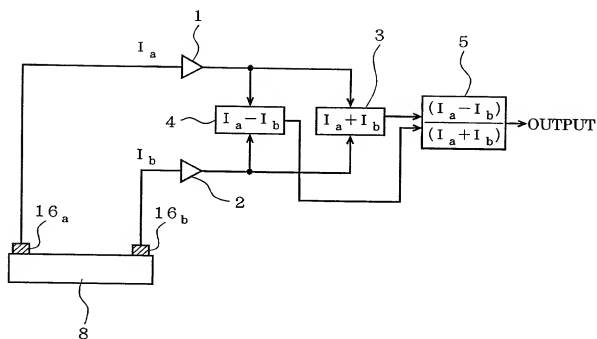 1
I a
3
5
4
I a − I b
I a + I b
(I a − I b)
(I a + I b)
OUTPUT
I b
2
16 a
16 b
8